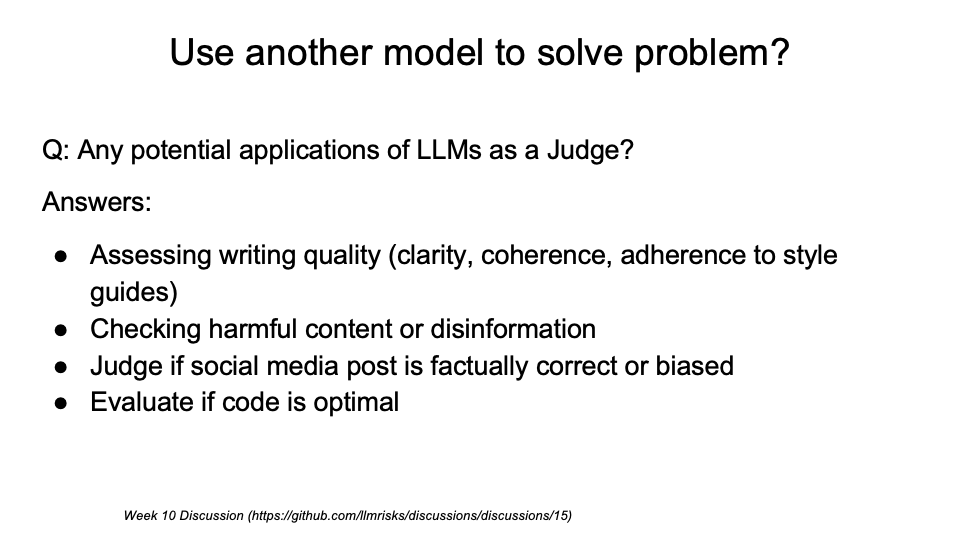 Use another model to solve problem?
Q: Any potential applications of LLMs as a Judge?
Answers:
● Assessing writing quality (clarity, coherence, adherence to style
guides)
● Checking harmful content or disinformation
● Judge if social media post is factually correct or biased
● Evaluate if code is optimal
Week 10 Discussion (https://github.com/llmrisks/discussions/discussions/15)